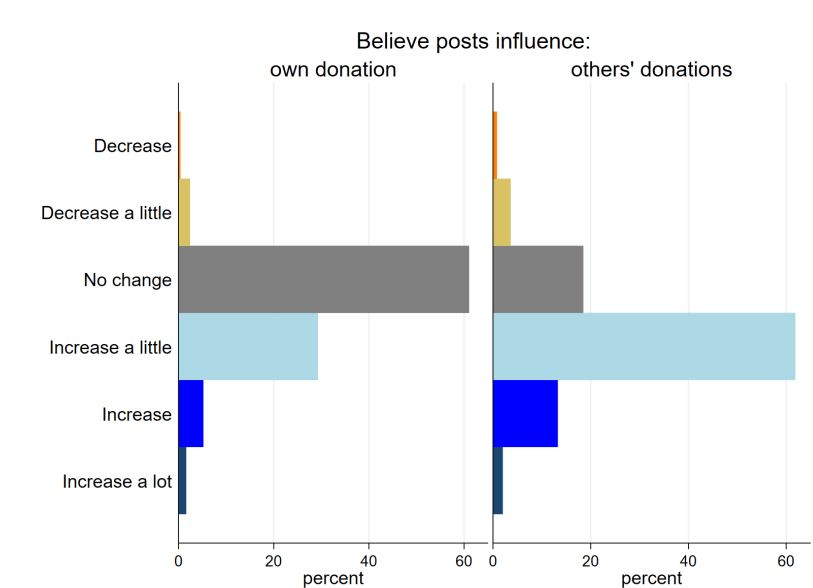 Believe posts influence:
own donation
others' donations
Decrease
Decrease a little
No change
Increase a little
Increase
Increase a lot
0 20 40 60
0 20 40 60
percent
percent